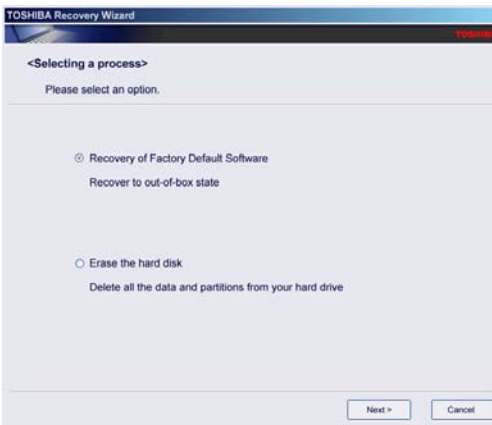 TOSHIBA Recovery Wizard
TOSHIBA
<Selecting a process>
Please select an option.
Recovery of Factory Default Software
Recover to out-of-box state
Erase the hard disk
Delete all the data and partitions from your hard drive
Next >
Cancel